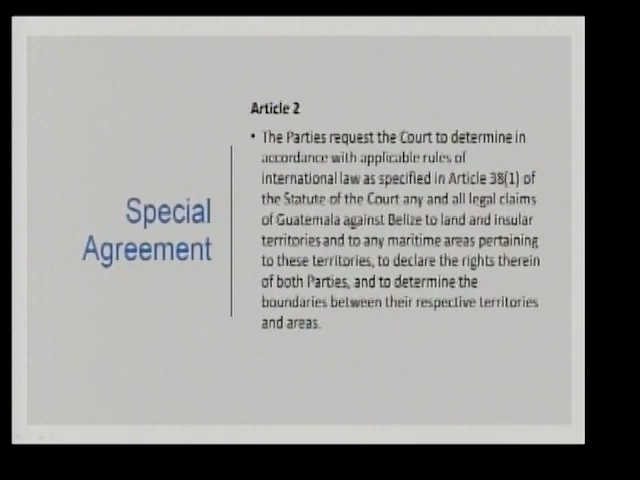 Special
Agreement
Article 2
• The Parties request the Court to determine in
accordance with applicable rules of
international law as specified in Article 38(1) of
the Statute of the Court any and all legal claims
of Guatemala against Belize to land and insular
territories and to any maritime areas pertaining
to these territories, to declare the rights therein
of both Parties, and to determine the
boundaries between their respective territories
and areas.